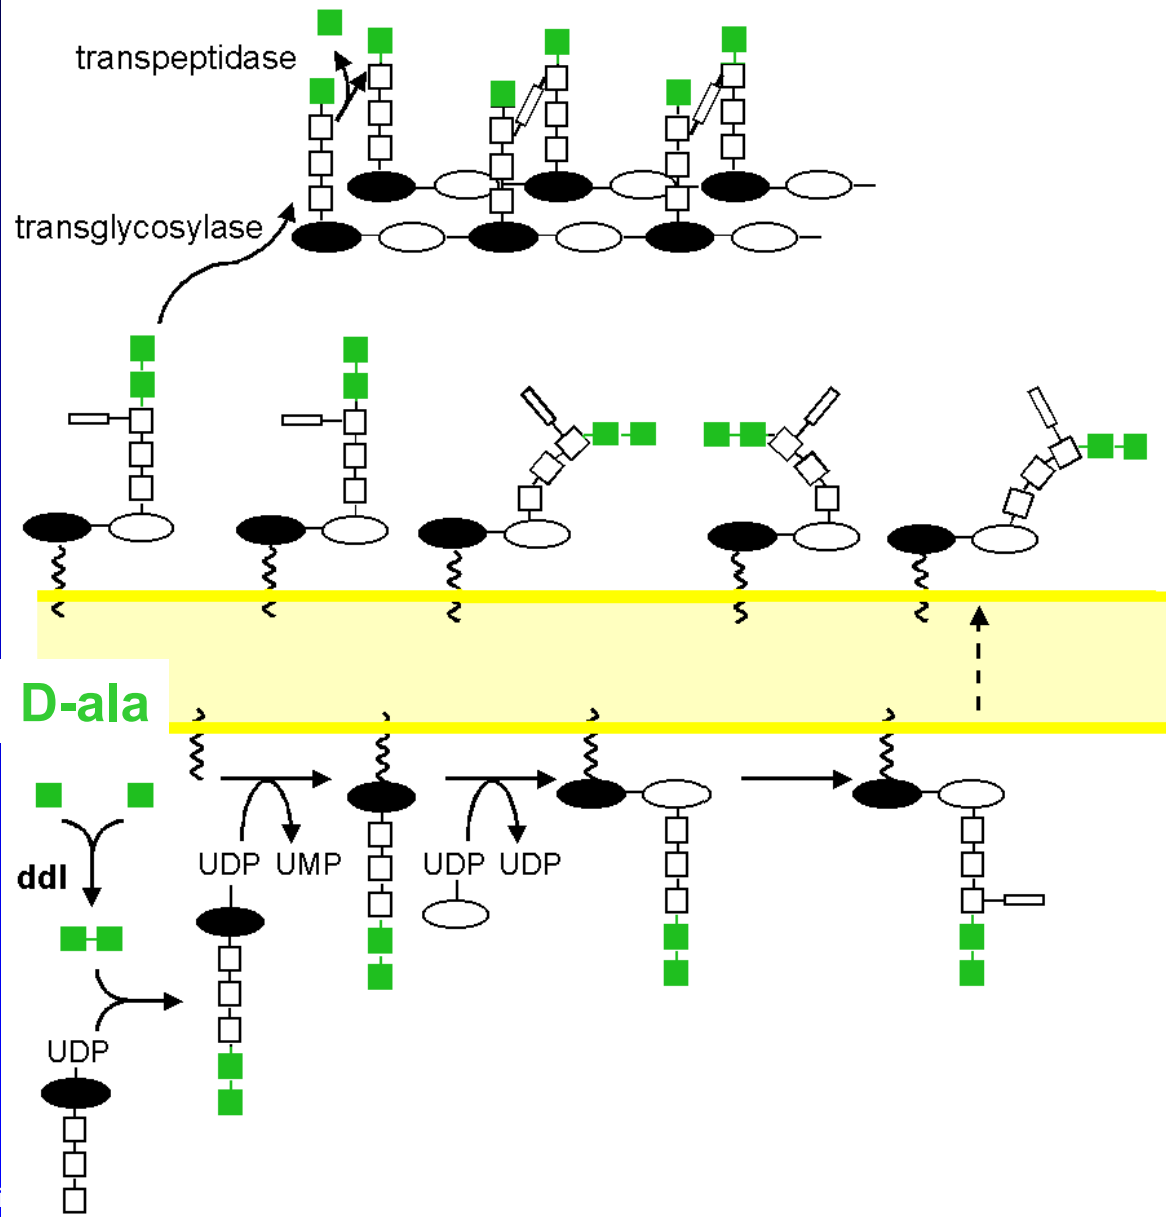 transpeptidase
transglycosylase
D-ala
ddl
UDP UMP
UDP UDP
UDP